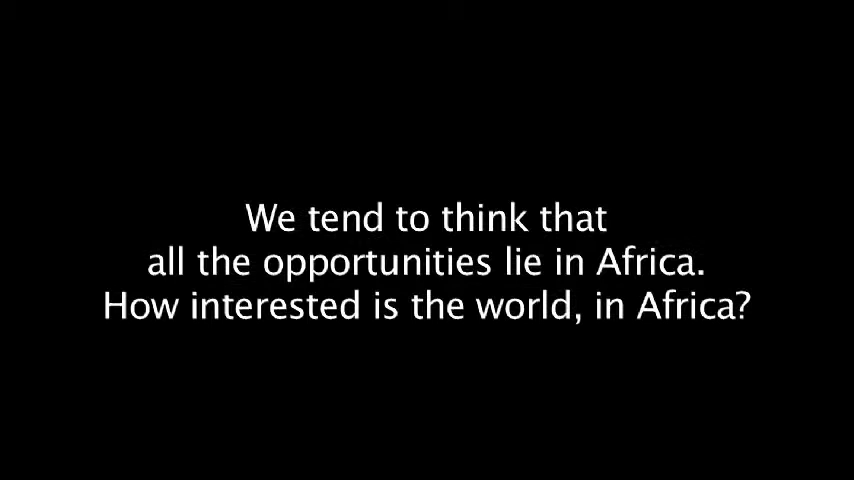 We tend to think that
all the opportunities lie in Africa.
How interested is the world, in Africa?